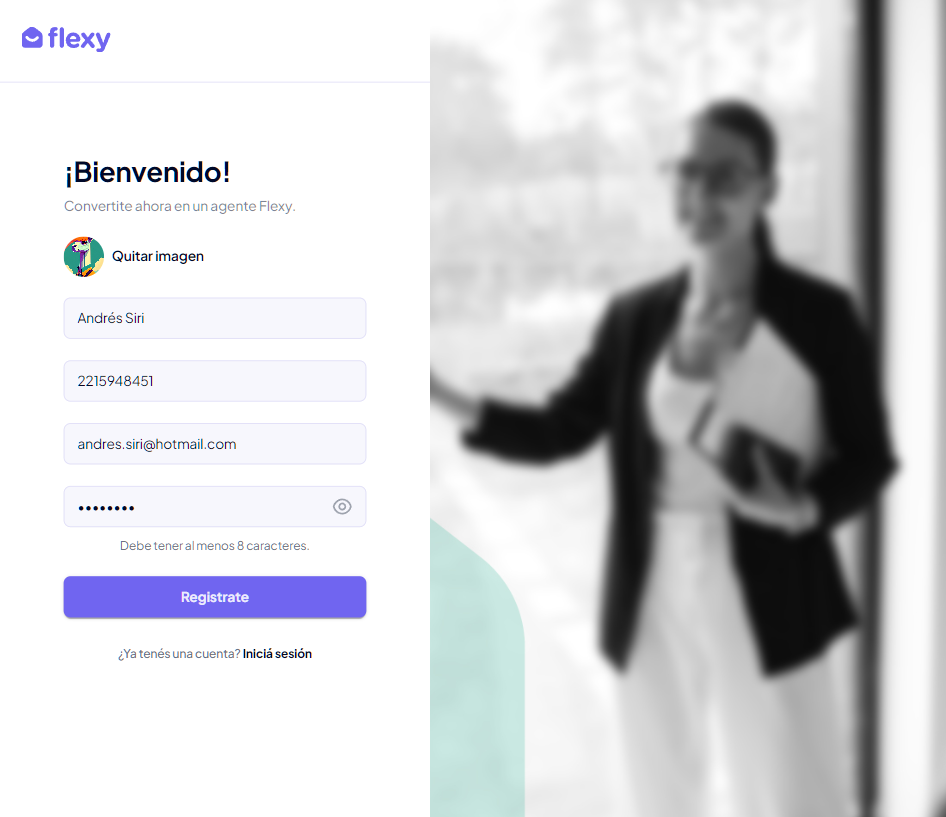 flexy
¡Bienvenido!
Convertite ahora en un agente Flexy.
Quitar imagen
Andrés Siri
2215948451
andres.siri@hotmail.com
••••••••
Debe tener al menos 8 caracteres.
Registrate
¿Ya tenés una cuenta? Iniciá sesión